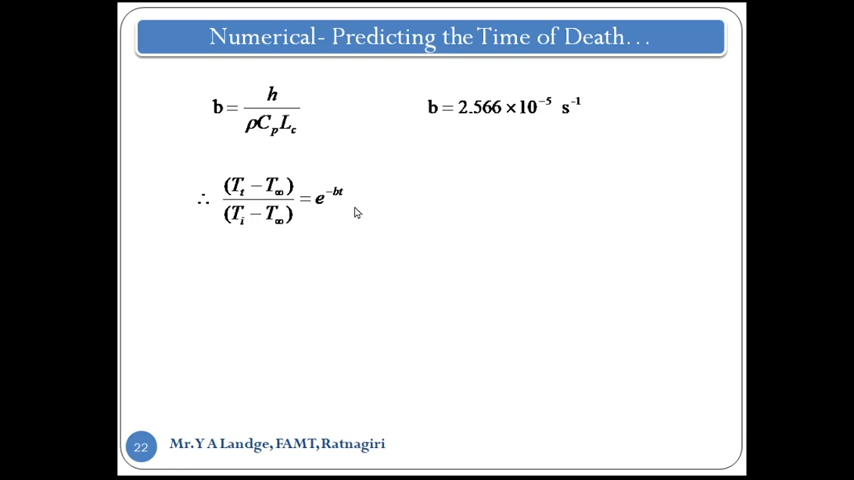 Numerical- Predicting the Time of Death…
b = h / ρC_pL_c
b = 2.566 × 10⁻⁵ s⁻¹
∴ (T_t − T_∞) / (T_i − T_∞) = e^(−bt)
22
Mr.Y A Landge, FAMT, Ratnagiri